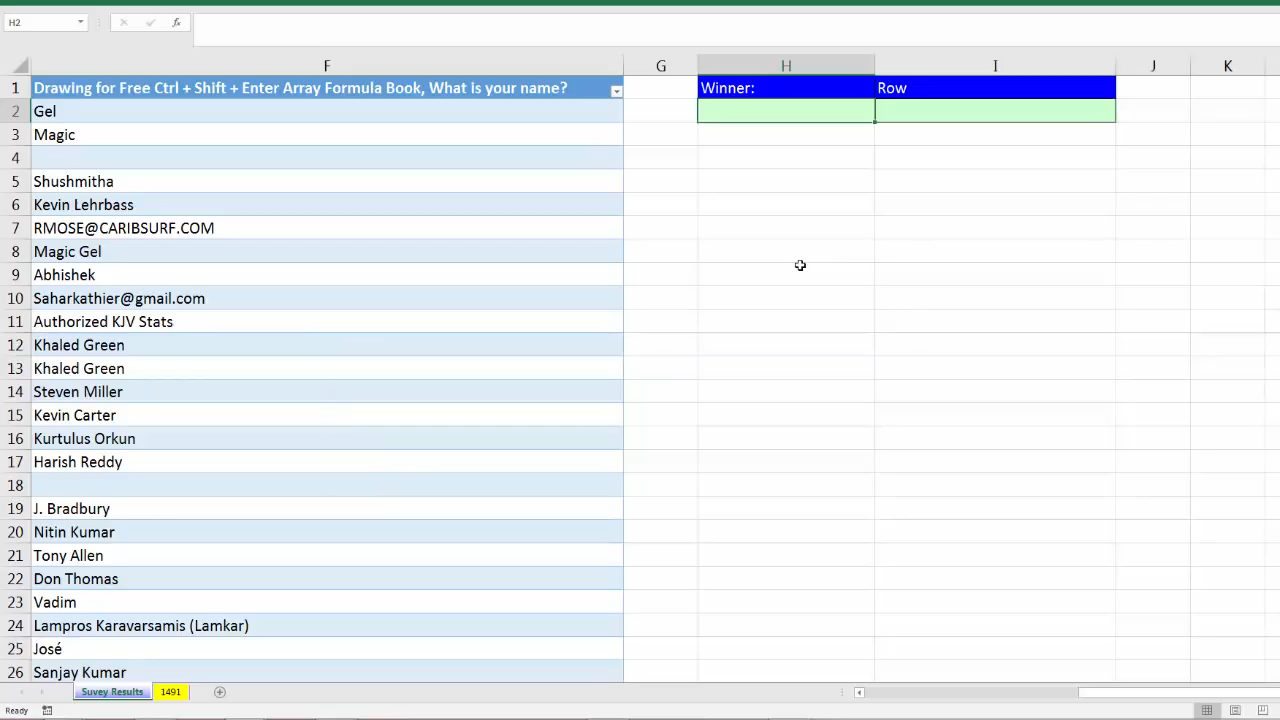 H2
fx
F G H I J K
1 Drawing for Free Ctrl + Shift + Enter Array Formula Book, What is your name? Winner: Row
2 Gel
3 Magic
4
5 Shushmitha
6 Kevin Lehrbass
7 RMOSE@CARIBSURF.COM
8 Magic Gel
9 Abhishek
10 Saharkathier@gmail.com
11 Authorized KJV Stats
12 Khaled Green
13 Khaled Green
14 Steven Miller
15 Kevin Carter
16 Kurtulus Orkun
17 Harish Reddy
18
19 J. Bradbury
20 Nitin Kumar
21 Tony Allen
22 Don Thomas
23 Vadim
24 Lampros Karavarsamis (Lamkar)
25 José
26 Sanjay Kumar
Suvey Results 1491
Ready